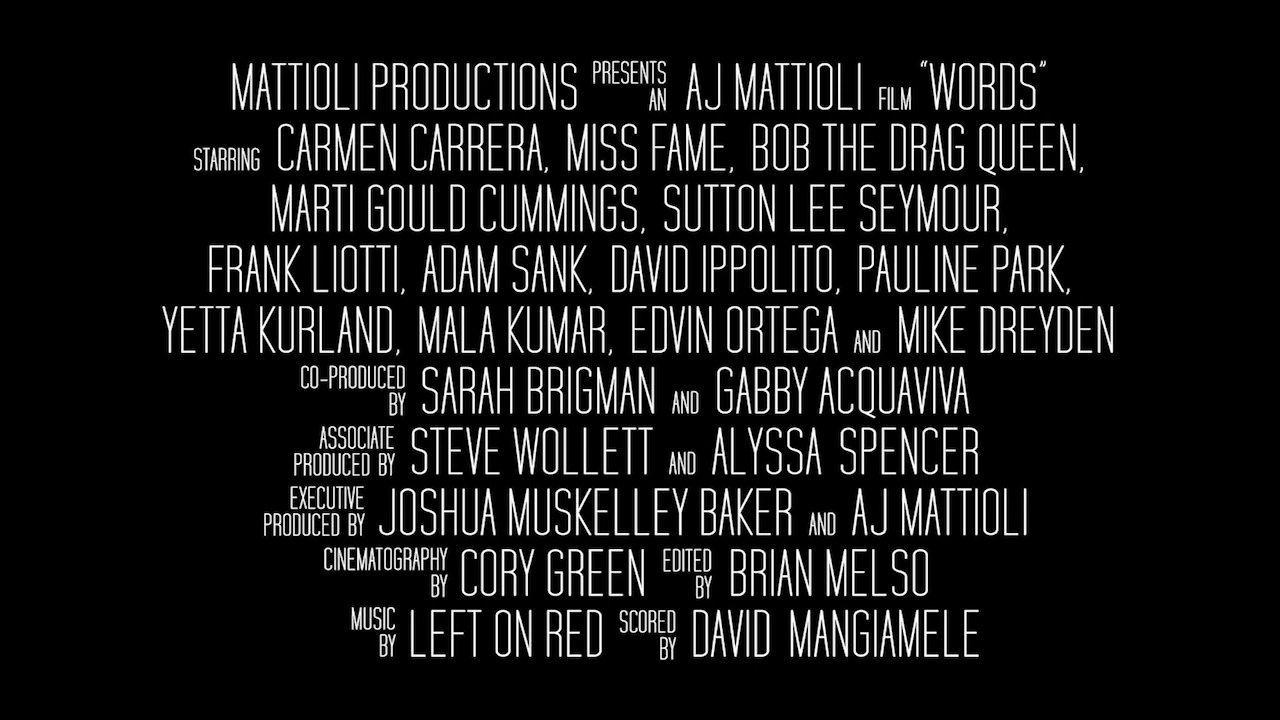 MATTIOLI PRODUCTIONS PRESENTS AN AJ MATTIOLI FILM “WORDS”
STARRING CARMEN CARRERA, MISS FAME, BOB THE DRAG QUEEN,
MARTI GOULD CUMMINGS, SUTTON LEE SEYMOUR,
FRANK LIOTTI, ADAM SANK, DAVID IPPOLITO, PAULINE PARK,
YETTA KURLAND, MALA KUMAR, EDVIN ORTEGA AND MIKE DREYDEN
CO-PRODUCED BY SARAH BRIGMAN AND GABBY ACQUAVIVA
ASSOCIATE PRODUCED BY STEVE WOLLETT AND ALYSSA SPENCER
EXECUTIVE PRODUCED BY JOSHUA MUSKELLEY BAKER AND AJ MATTIOLI
CINEMATOGRAPHY BY CORY GREEN EDITED BY BRIAN MELSO
MUSIC BY LEFT ON RED SCORED BY DAVID MANGIAMELE